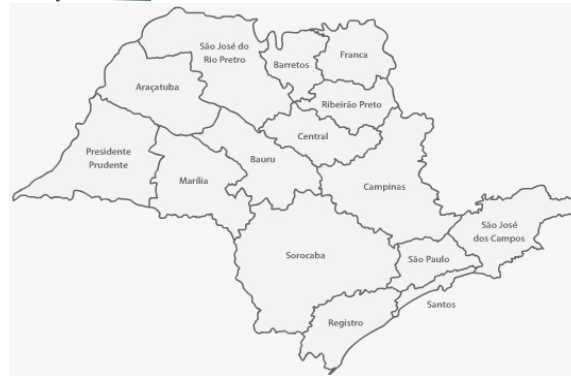 São José do
Rio Pretro
Barretos
Franca
Araçatuba
Ribeirão Preto
Central
Presidente
Prudente
Bauru
Marília
Campinas
São José
dos Campos
Sorocaba
São Paulo
Santos
Registro